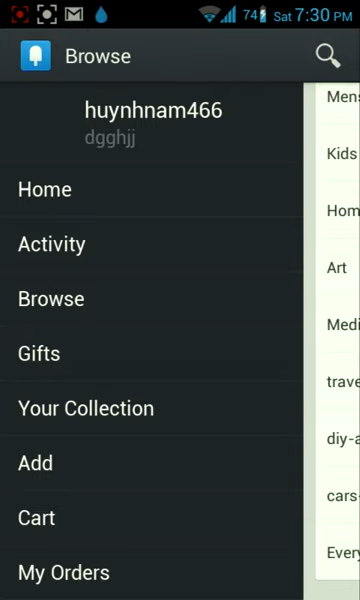 74 Sat 7:30 PM
Browse
huynhnam466
dgghjj
Home
Activity
Browse
Gifts
Your Collection
Add
Cart
My Orders
Mens
Kids
Hom
Art
Medi
trave
diy-a
cars-
Every